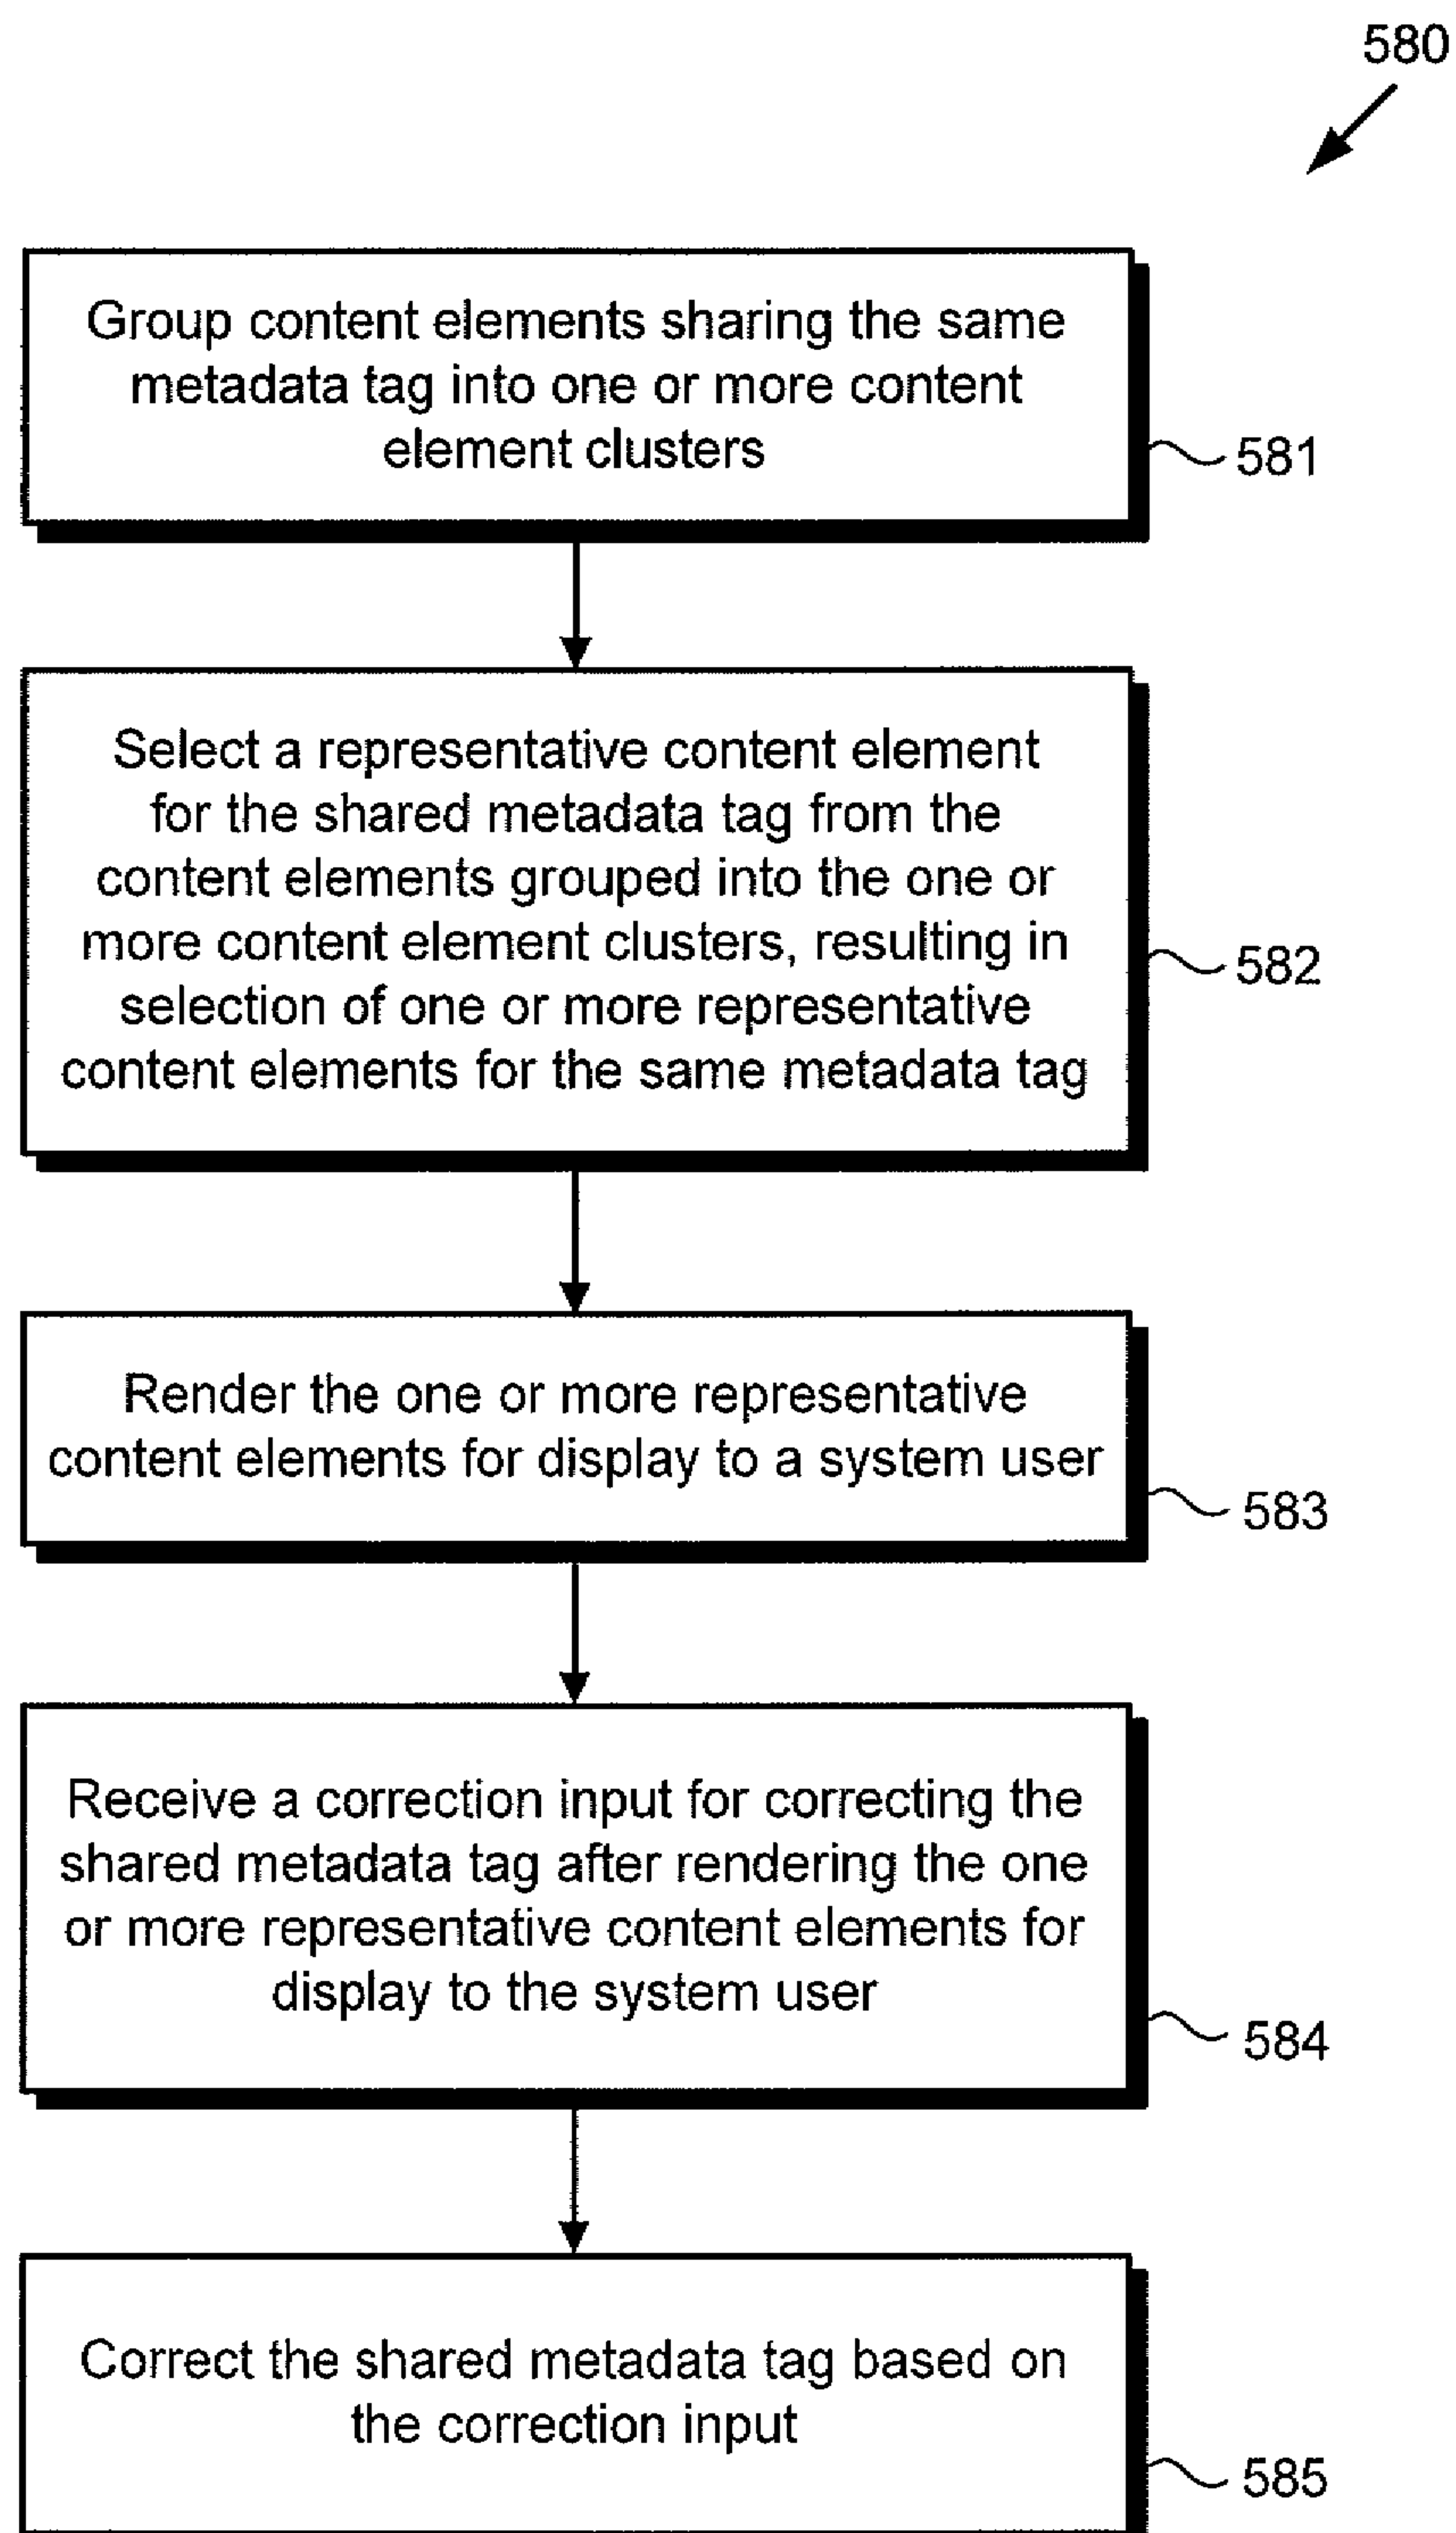 580
Group content elements sharing the same
metadata tag into one or more content
element clusters
581
Select a representative content element
for the shared metadata tag from the
content elements grouped into the one or
more content element clusters, resulting in
selection of one or more representative
content elements for the same metadata tag
582
Render the one or more representative
content elements for display to a system user
583
Receive a correction input for correcting the
shared metadata tag after rendering the one
or more representative content elements for
display to the system user
584
Correct the shared metadata tag based on
the correction input
585